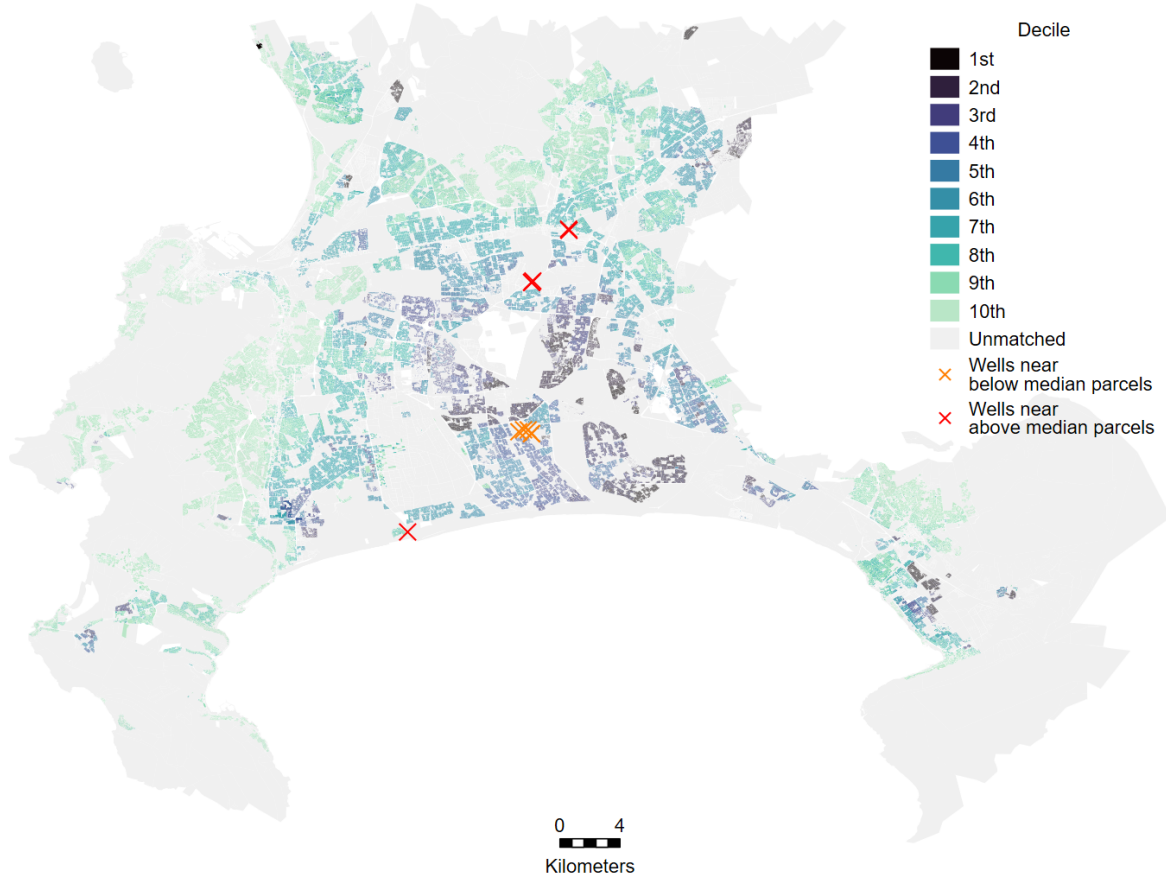 Decile
1st
2nd
3rd
4th
5th
6th
7th
8th
9th
10th
Unmatched
Wells near
below median parcels
Wells near
above median parcels
0 4
Kilometers